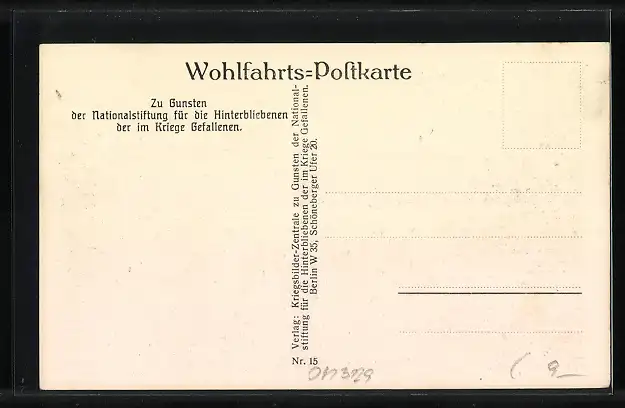 Wohlfahrts=Poſtkarte
Zu Gunsten
der Nationalstiftung für die Hinterbliebenen
der im Kriege Gefallenen.
Verlag: Kriegsbilder-Zentrale zu Gunsten der National-
stiftung für die Hinterbliebenen der im Kriege Gefallenen.
Berlin W 35, Schöneberger Ufer 20.
Nr. 15
9—